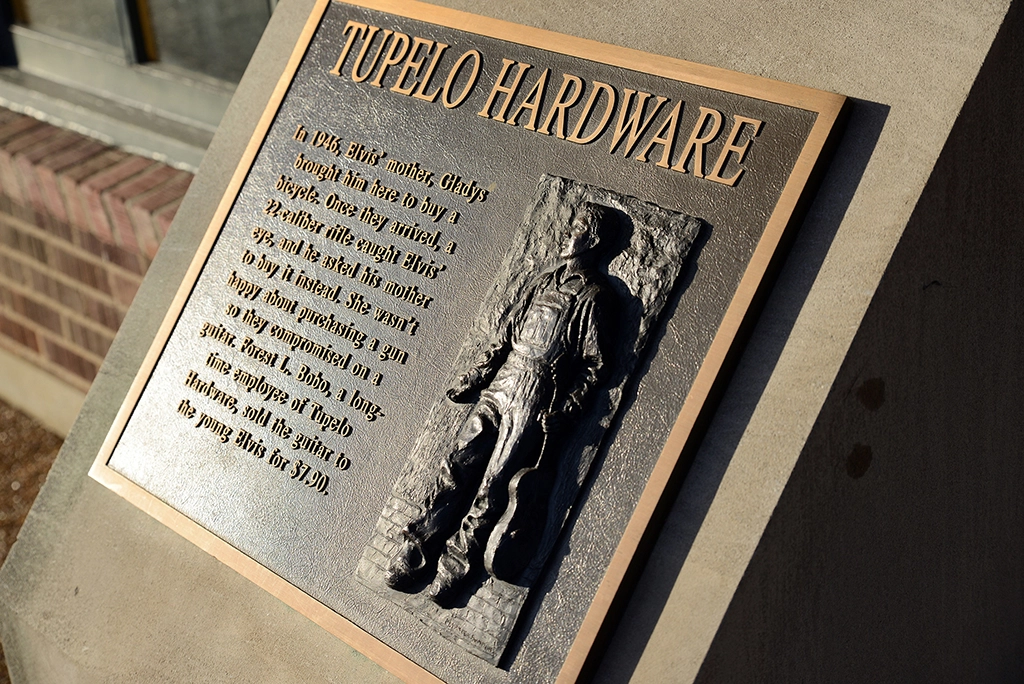 TUPELO HARDWARE
In 1946, Elvis' mother, Gladys
brought him here to buy a
bicycle. Once they arrived, a
.22-caliber rifle caught Elvis'
eye, and he asked his mother
to buy it instead. She wasn't
happy about purchasing a gun
so they compromised on a
guitar. Forest L. Bobo, a long-
time employee of Tupelo
Hardware, sold the guitar to
the young Elvis for $7.90.